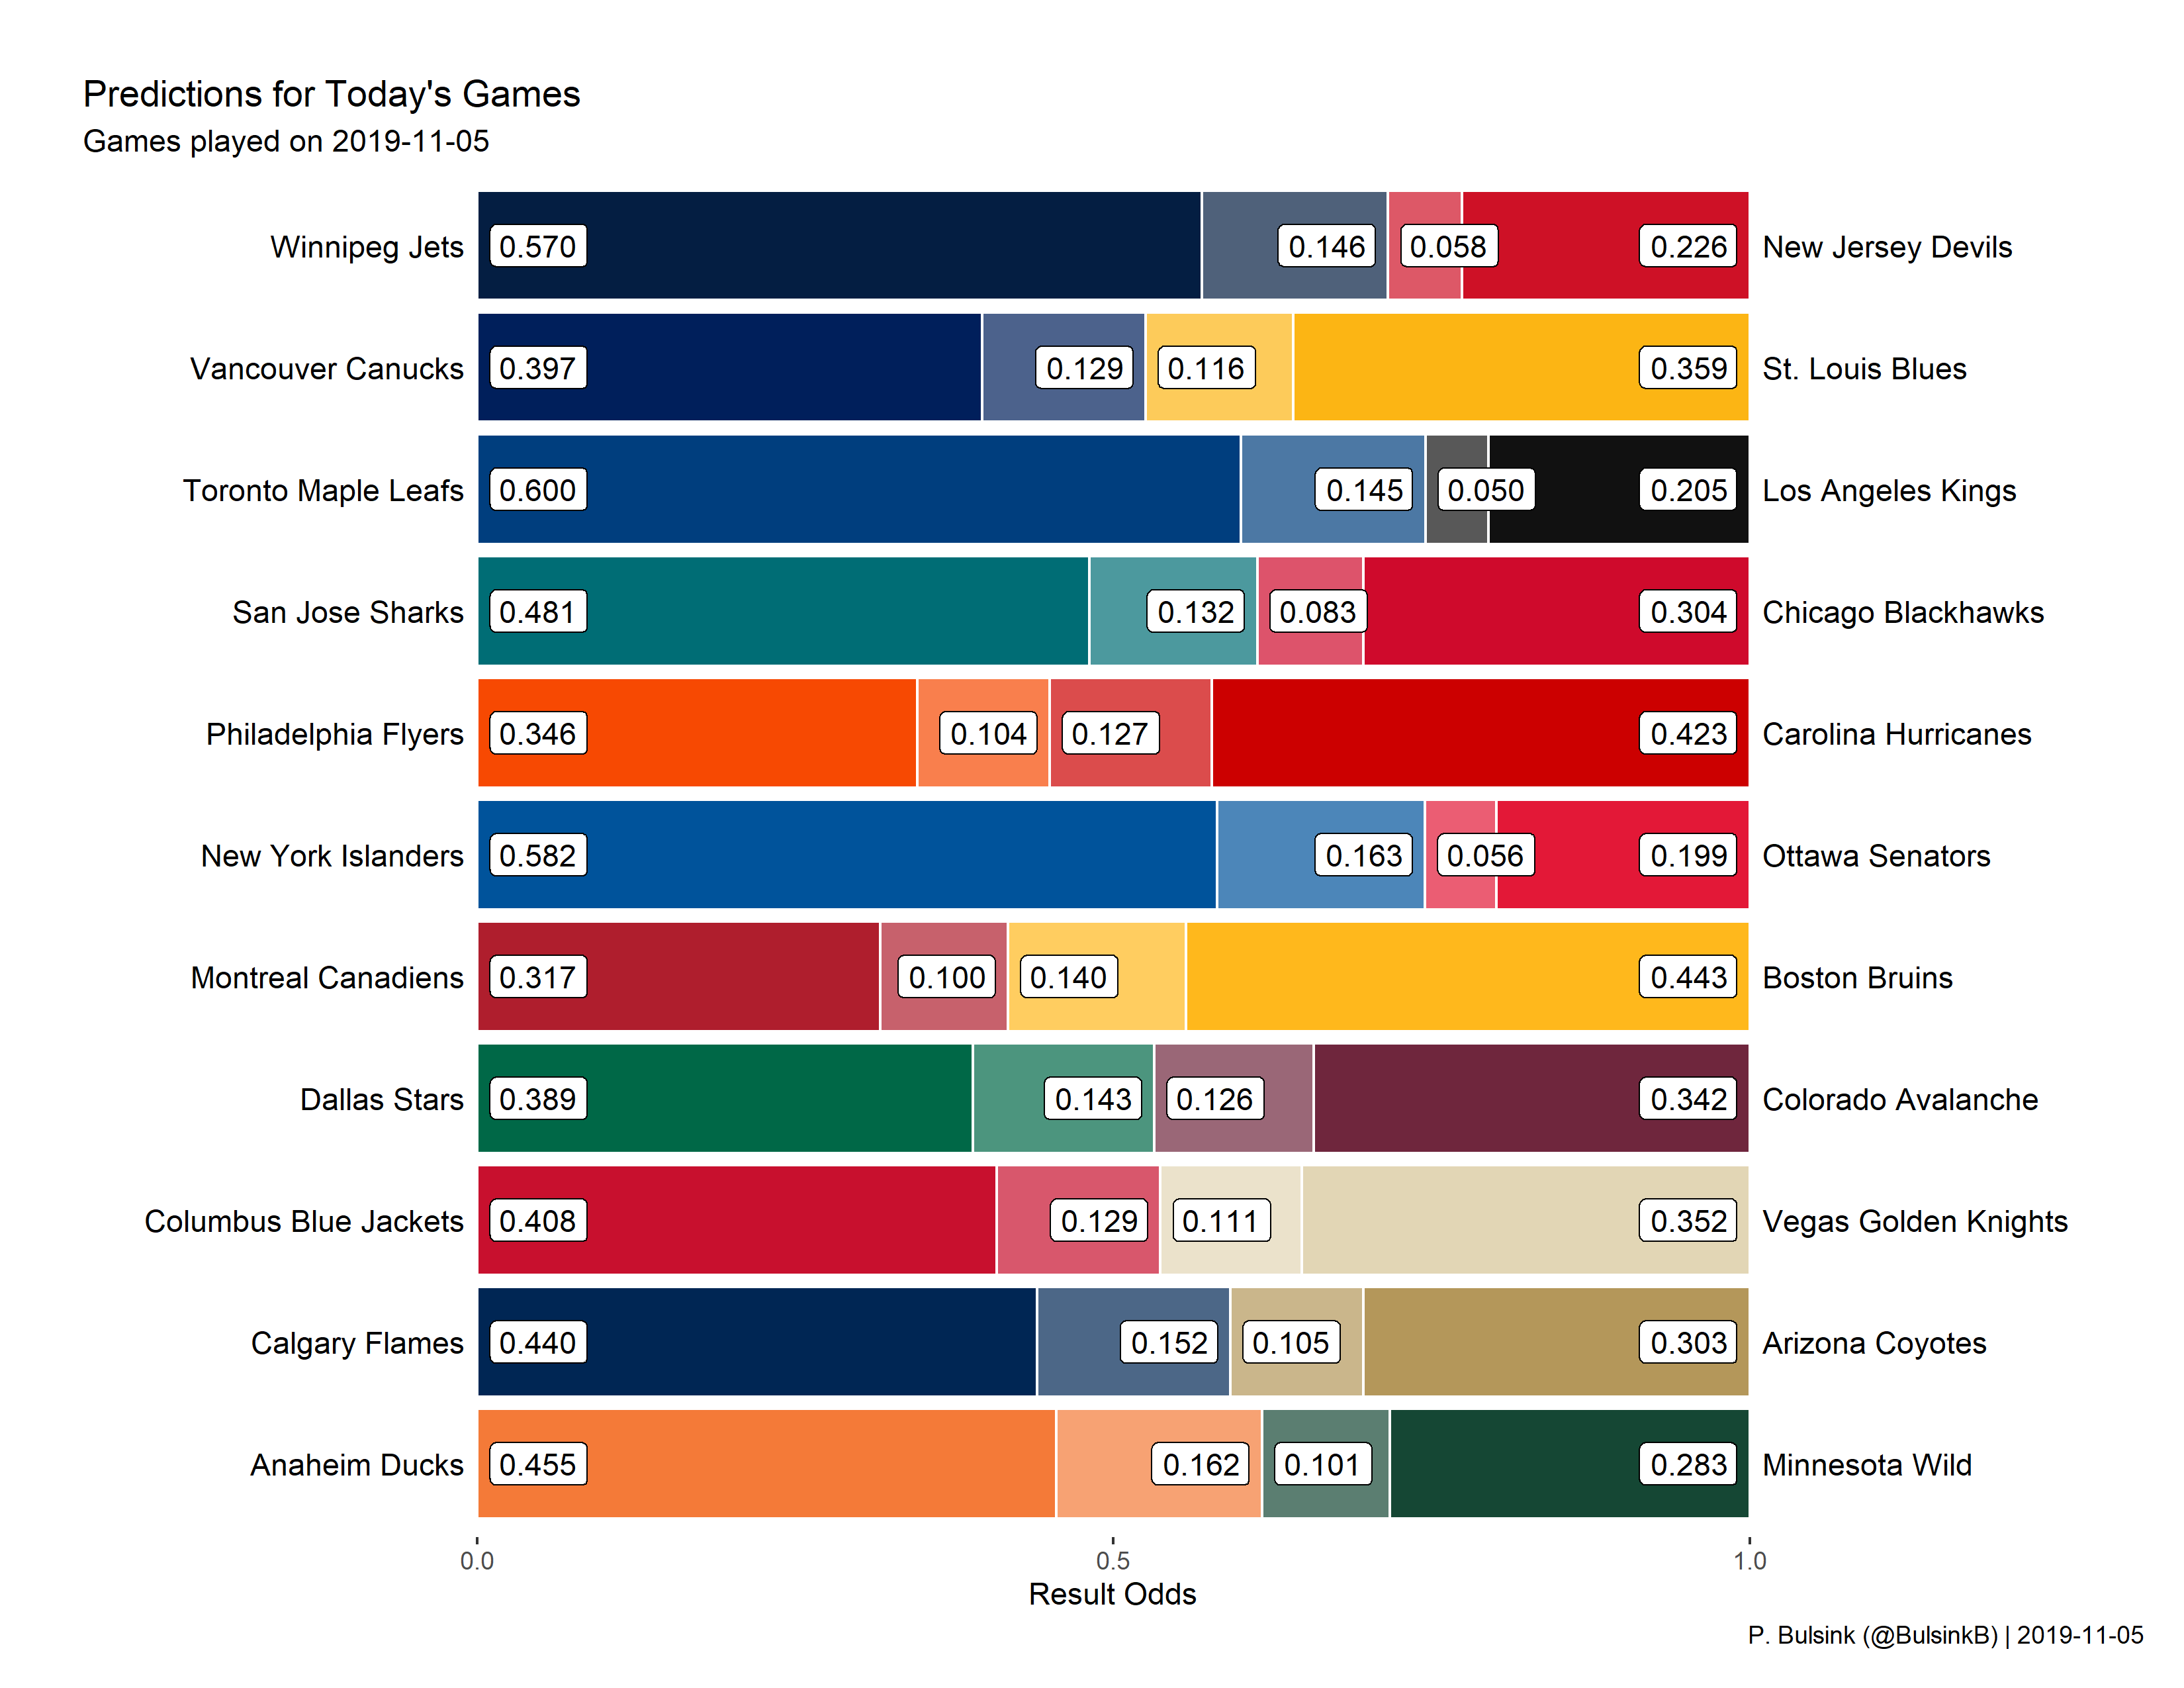 Predictions for Today's Games
Games played on 2019-11-05
Winnipeg Jets 0.570 0.146 0.058 0.226 New Jersey Devils
Vancouver Canucks 0.397 0.129 0.116 0.359 St. Louis Blues
Toronto Maple Leafs 0.600 0.145 0.050 0.205 Los Angeles Kings
San Jose Sharks 0.481 0.132 0.083 0.304 Chicago Blackhawks
Philadelphia Flyers 0.346 0.104 0.127 0.423 Carolina Hurricanes
New York Islanders 0.582 0.163 0.056 0.199 Ottawa Senators
Montreal Canadiens 0.317 0.100 0.140 0.443 Boston Bruins
Dallas Stars 0.389 0.143 0.126 0.342 Colorado Avalanche
Columbus Blue Jackets 0.408 0.129 0.111 0.352 Vegas Golden Knights
Calgary Flames 0.440 0.152 0.105 0.303 Arizona Coyotes
Anaheim Ducks 0.455 0.162 0.101 0.283 Minnesota Wild
0.0 0.5 1.0
Result Odds
P. Bulsink (@BulsinkB) | 2019-11-05